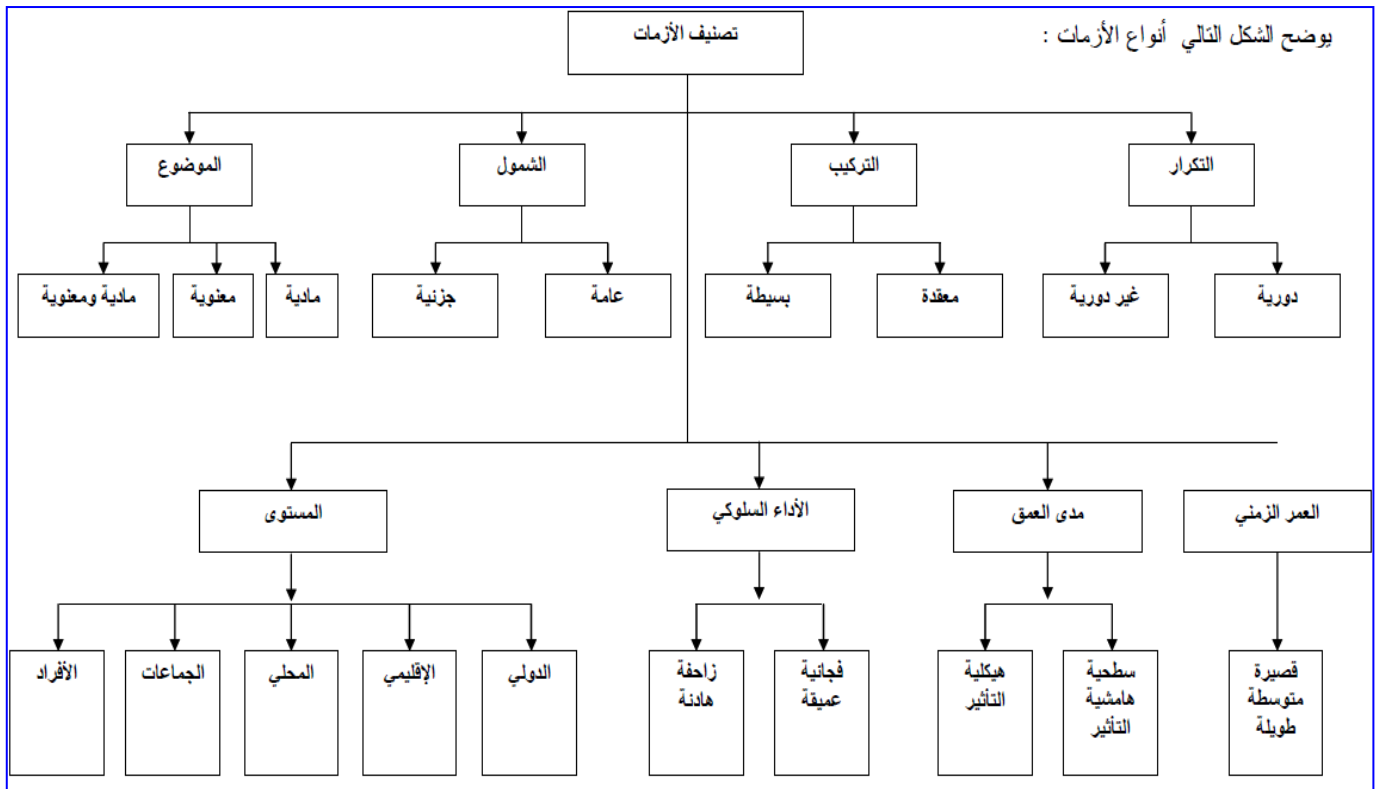 يوضح الشكل التالي أنواع الأزمات :
تصنيف الأزمات
التكرار
التركيب
الشمول
الموضوع
دورية
غير دورية
معقدة
بسيطة
عامة
جزئية
مادية
معنوية
مادية ومعنوية
العمر الزمني
مدى العمق
الأداء السلوكي
المستوى
قصيرة
متوسطة
طويلة
سطحية
هامشية
التأثير
هيكلية
التأثير
فجائية
عميقة
زاحفة
هادئة
الدولي
الإقليمي
المحلي
الجماعات
الأفراد